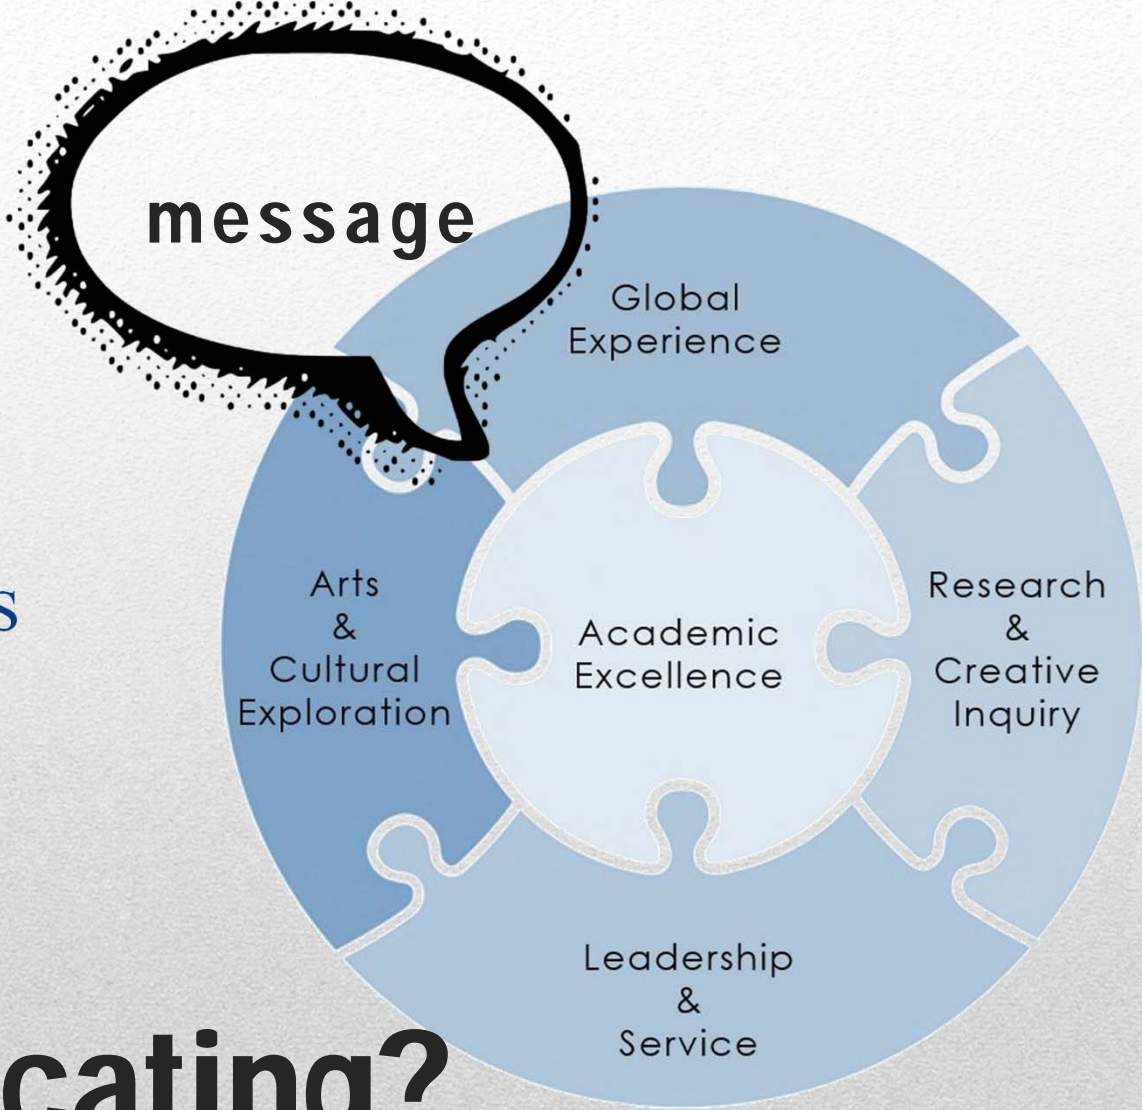 message
Global
Experience
Arts
&
Cultural
Exploration
Academic
Excellence
Research
&
Creative
Inquiry
Leadership
&
Service
s
cating?